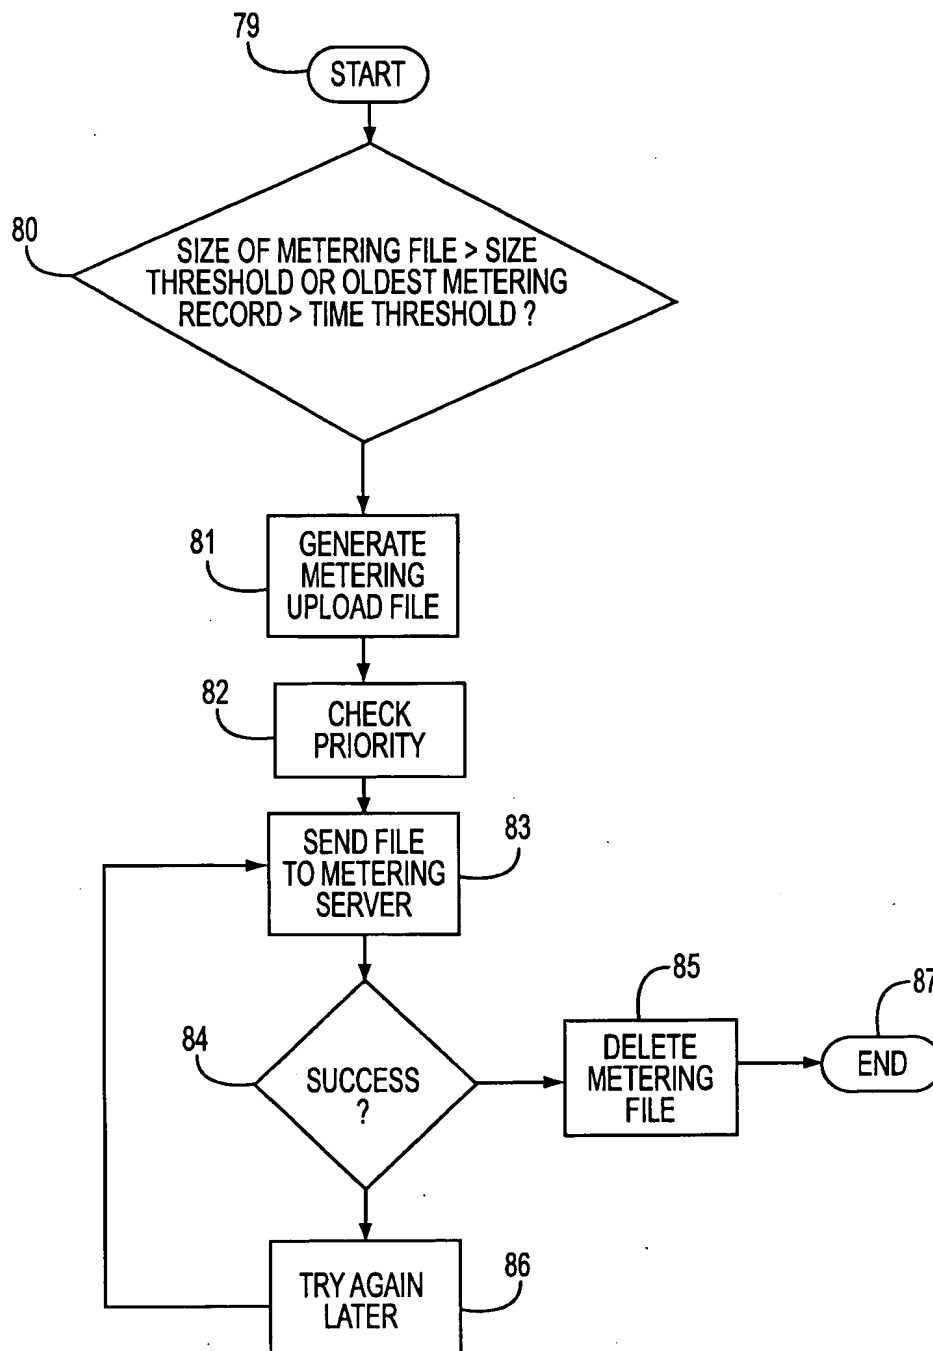 79
START
80
SIZE OF METERING FILE > SIZE
THRESHOLD OR OLDEST METERING
RECORD > TIME THRESHOLD ?
81
GENERATE
METERING
UPLOAD FILE
82
CHECK
PRIORITY
83
SEND FILE
TO METERING
SERVER
84
SUCCESS
?
85
DELETE
METERING
FILE
87
END
86
TRY AGAIN
LATER